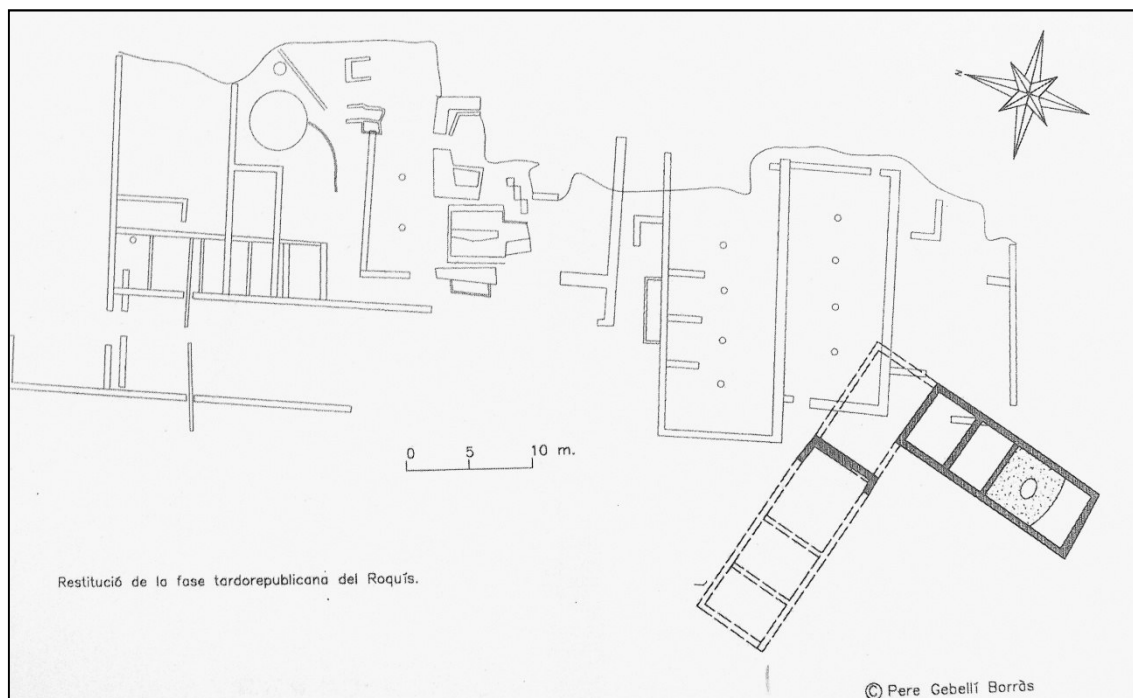 N
0 5 10 m.
Restitució de la fase tardorepublicana del Roquís.
© Pere Gebellí Borràs